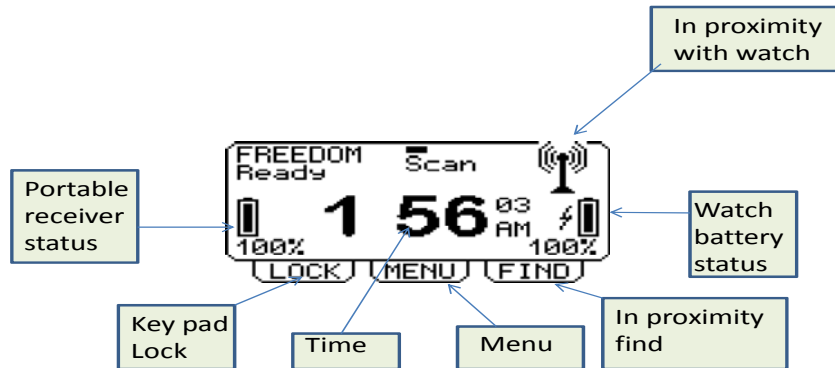 In proximity
with watch
FREEDOM
Ready
Scan
Portable
receiver
status
1 56 03
AM
100%
100%
Watch
battery
status
LOCK MENU FIND
Key pad
Lock
Time
Menu
In proximity
find